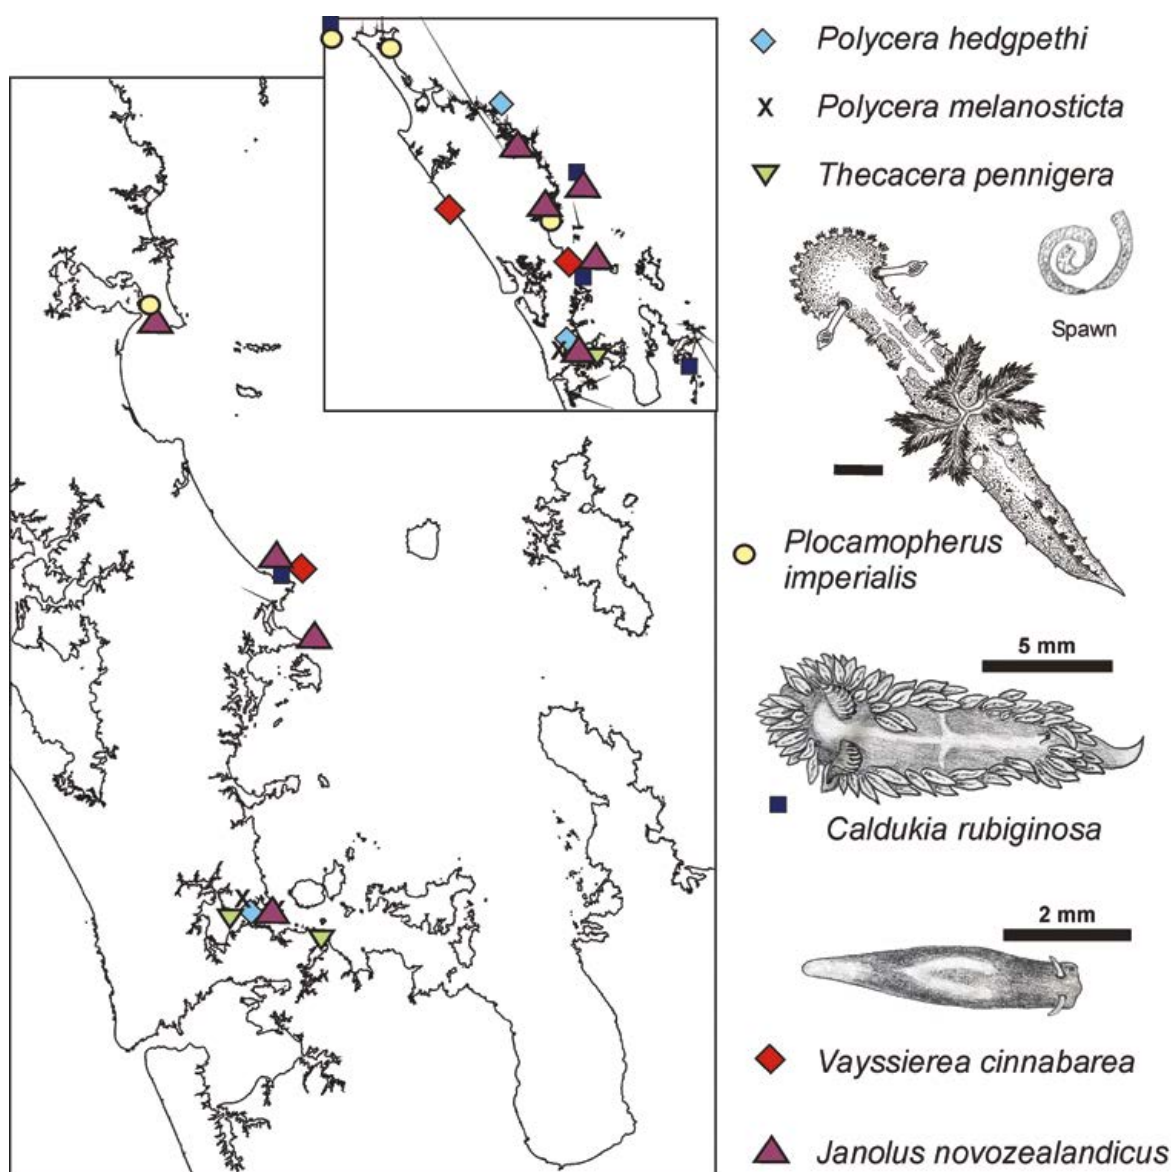 Polycera hedgpethi
x Polycera melanosticta
Thecacera pennigera
Spawn
Plocamopherus
imperialis
5 mm
Caldukia rubiginosa
2 mm
Vayssierea cinnabarea
Janolus novozealandicus